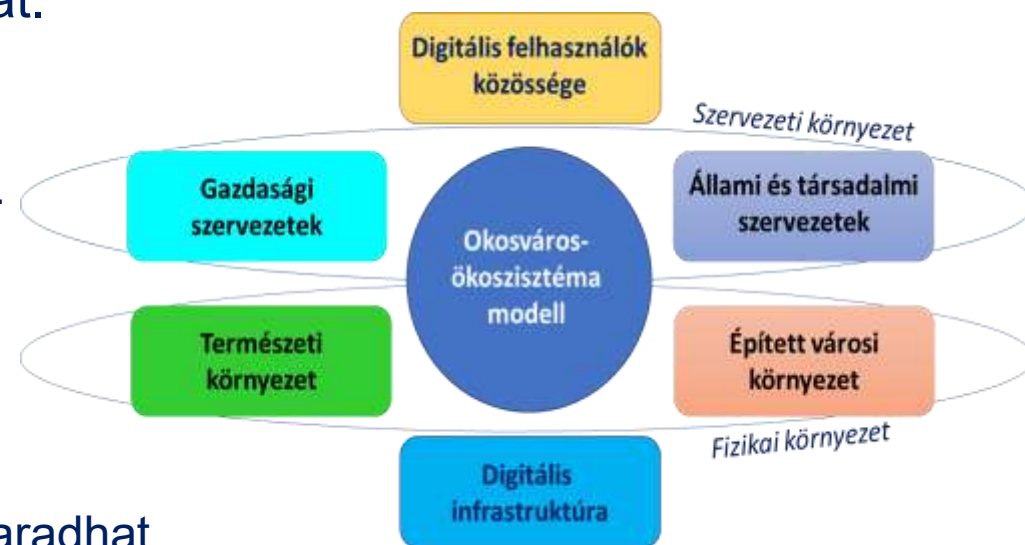 Digitális felhasználók
közössége
Szervezeti környezet
Gazdasági
szervezetek
Állami és társadalmi
szervezetek
Okosváros-
ökoszisztéma
modell
Természeti
környezet
Épített városi
környezet
Fizikai környezet
Digitális
infrastruktúra